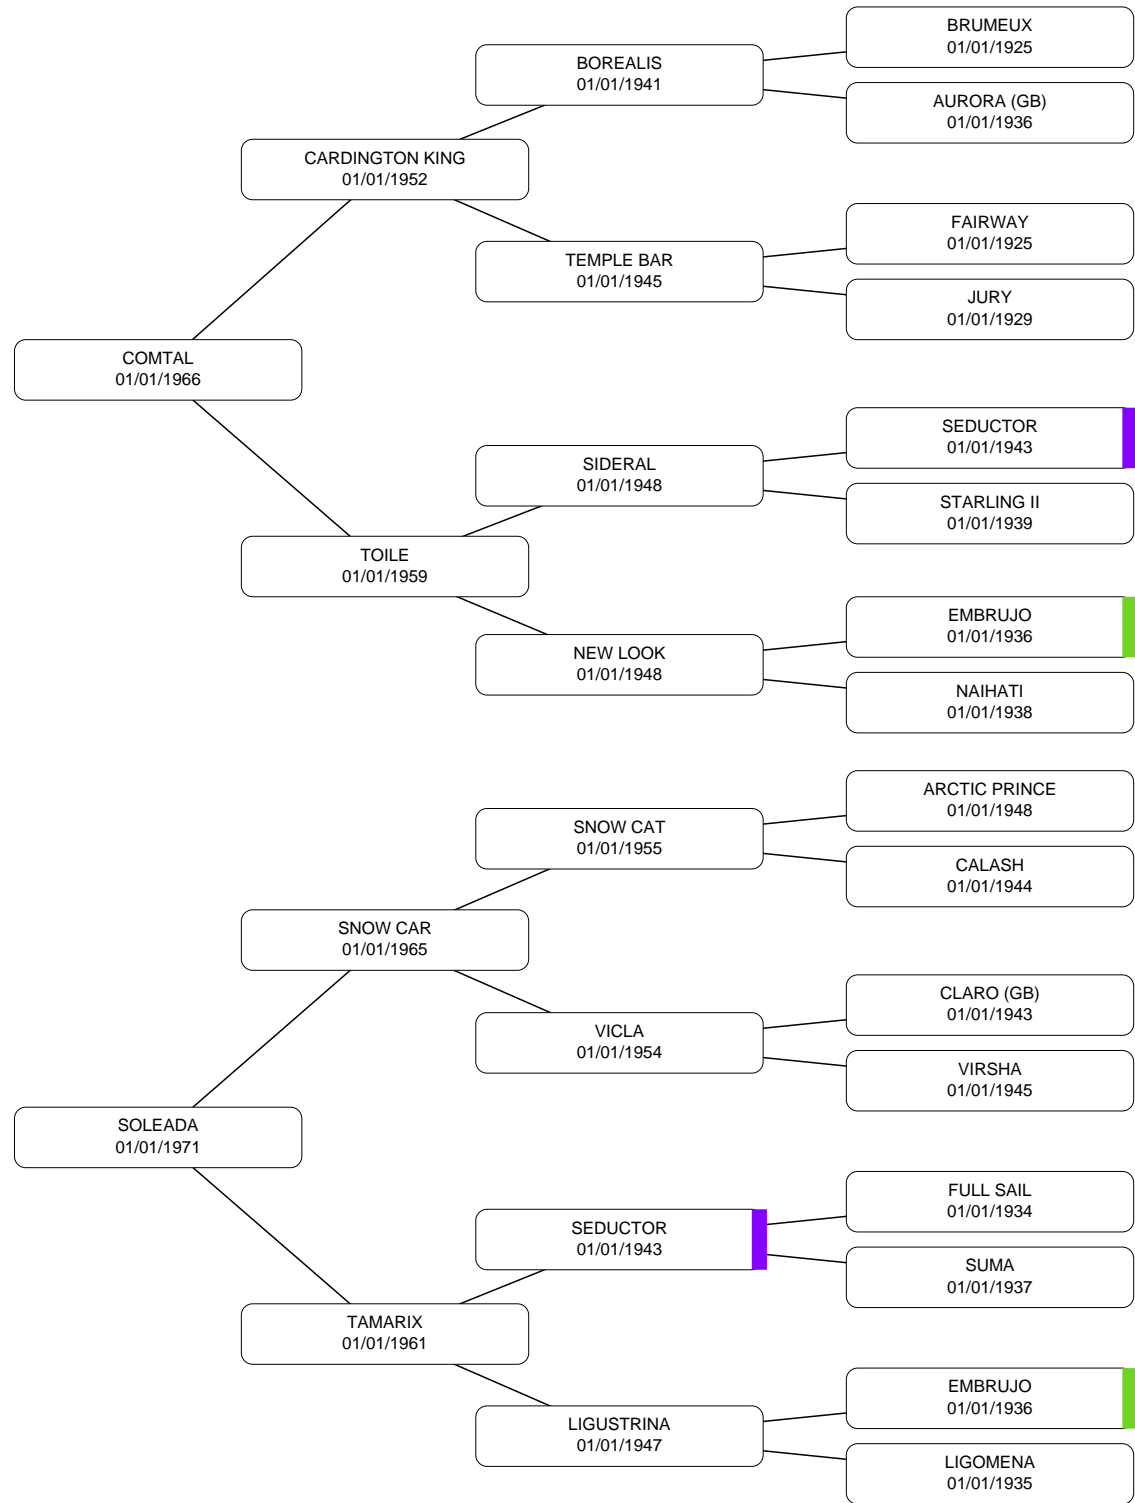 BRUMEUX
01/01/1925
BOREALIS
01/01/1941
AURORA (GB)
01/01/1936
CARDINGTON KING
01/01/1952
FAIRWAY
01/01/1925
TEMPLE BAR
01/01/1945
JURY
01/01/1929
COMTAL
01/01/1966
SEDUCTOR
01/01/1943
SIDERAL
01/01/1948
STARLING II
01/01/1939
TOILE
01/01/1959
EMBRUJO
01/01/1936
NEW LOOK
01/01/1948
NAIHATI
01/01/1938
ARCTIC PRINCE
01/01/1948
SNOW CAT
01/01/1955
CALASH
01/01/1944
SNOW CAR
01/01/1965
CLARO (GB)
01/01/1943
VICLA
01/01/1954
VIRSHA
01/01/1945
SOLEADA
01/01/1971
FULL SAIL
01/01/1934
SEDUCTOR
01/01/1943
SUMA
01/01/1937
TAMARIX
01/01/1961
EMBRUJO
01/01/1936
LIGUSTRINA
01/01/1947
LIGOMENA
01/01/1935